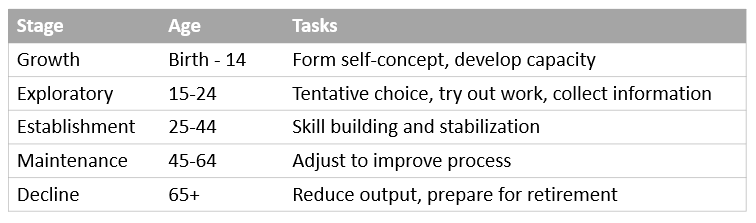 Stage Age Tasks
Growth Birth - 14 Form self-concept, develop capacity
Exploratory 15-24 Tentative choice, try out work, collect information
Establishment 25-44 Skill building and stabilization
Maintenance 45-64 Adjust to improve process
Decline 65+ Reduce output, prepare for retirement